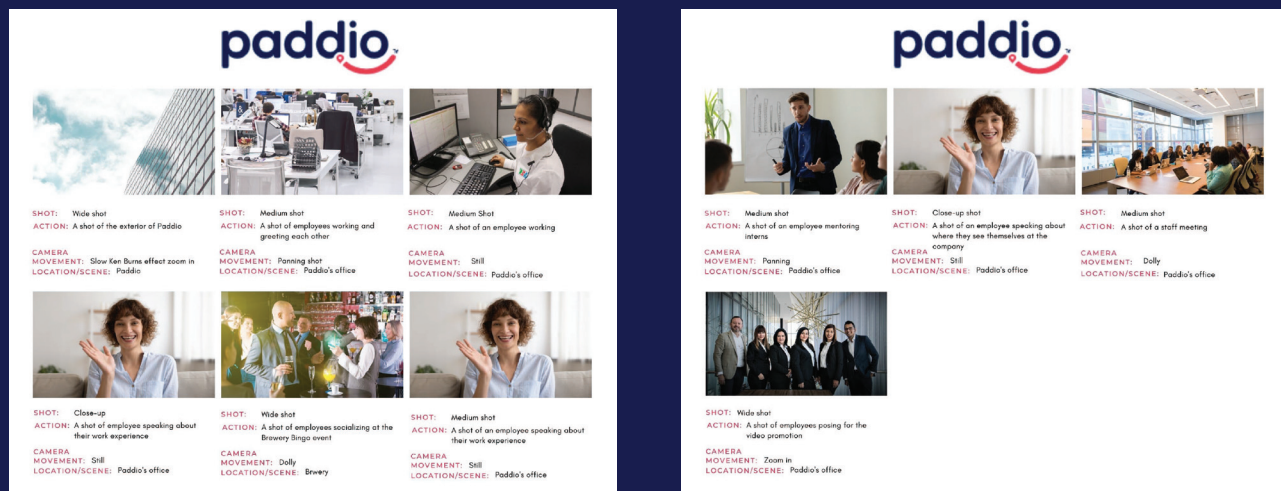 paddio
SHOT: Wide shot
ACTION: A shot of the exterior of Paddio
CAMERA
MOVEMENT: Slow Ken Burns effect zoom in
LOCATION/SCENE: Paddio
SHOT: Medium shot
ACTION: A shot of employees working and
greeting each other
CAMERA
MOVEMENT: Panning shot
LOCATION/SCENE: Paddio's office
SHOT: Medium Shot
ACTION: A shot of an employee working
CAMERA
MOVEMENT: Still
LOCATION/SCENE: Paddio's office
SHOT: Close-up
ACTION: A shot of employee speaking about
their work experience
CAMERA
MOVEMENT: Still
LOCATION/SCENE: Paddio's office
SHOT: Wide shot
ACTION: A shot of employees socializing at the
Brewery Bingo event
CAMERA
MOVEMENT: Dolly
LOCATION/SCENE: Brwery
SHOT: Medium shot
ACTION: A shot of an employee speaking about
their work experience
CAMERA
MOVEMENT: Still
LOCATION/SCENE: Paddio's office
paddio
SHOT: Medium shot
ACTION: A shot of an employee mentoring
interns
CAMERA
MOVEMENT: Panning
LOCATION/SCENE: Paddio's office
SHOT: Close-up shot
ACTION: A shot of an employee speaking about
where they see themselves at the
company
CAMERA
MOVEMENT: Still
LOCATION/SCENE: Paddio's office
SHOT: Medium shot
ACTION: A shot of a staff meeting
CAMERA
MOVEMENT: Dolly
LOCATION/SCENE: Paddio's office
SHOT: Wide shot
ACTION: A shot of employees posing for the
video promotion
CAMERA
MOVEMENT: Zoom in
LOCATION/SCENE: Paddio's office